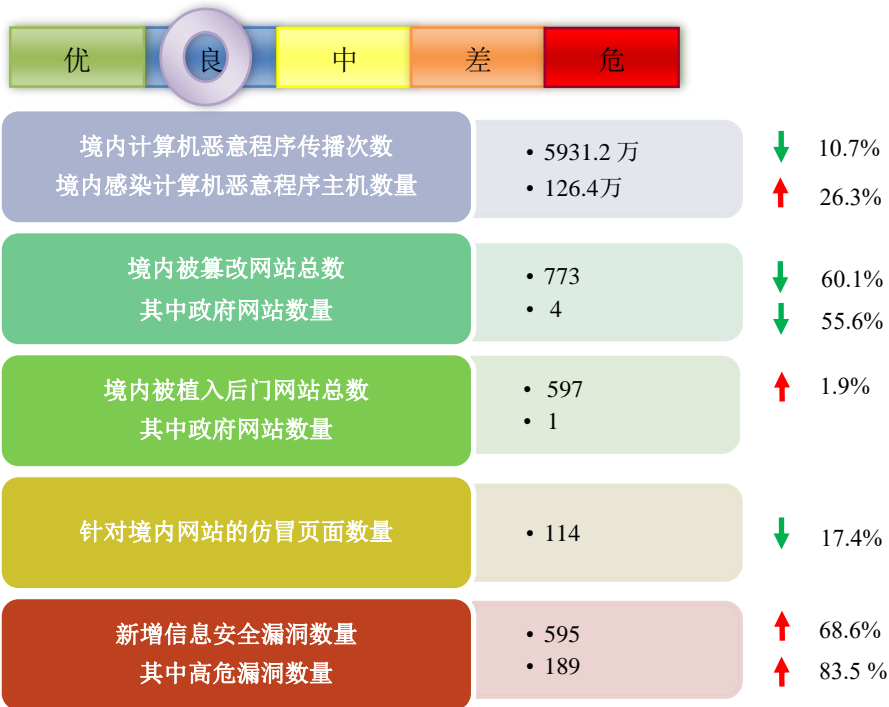 优 良 中 差 危
境内计算机恶意程序传播次数 • 5931.2 万 10.7%
境内感染计算机恶意程序主机数量 • 126.4万 26.3%
境内被篡改网站总数 • 773 60.1%
其中政府网站数量 • 4 55.6%
境内被植入后门网站总数 • 597 1.9%
其中政府网站数量 • 1
针对境内网站的仿冒页面数量 • 114 17.4%
新增信息安全漏洞数量 • 595 68.6%
其中高危漏洞数量 • 189 83.5 %